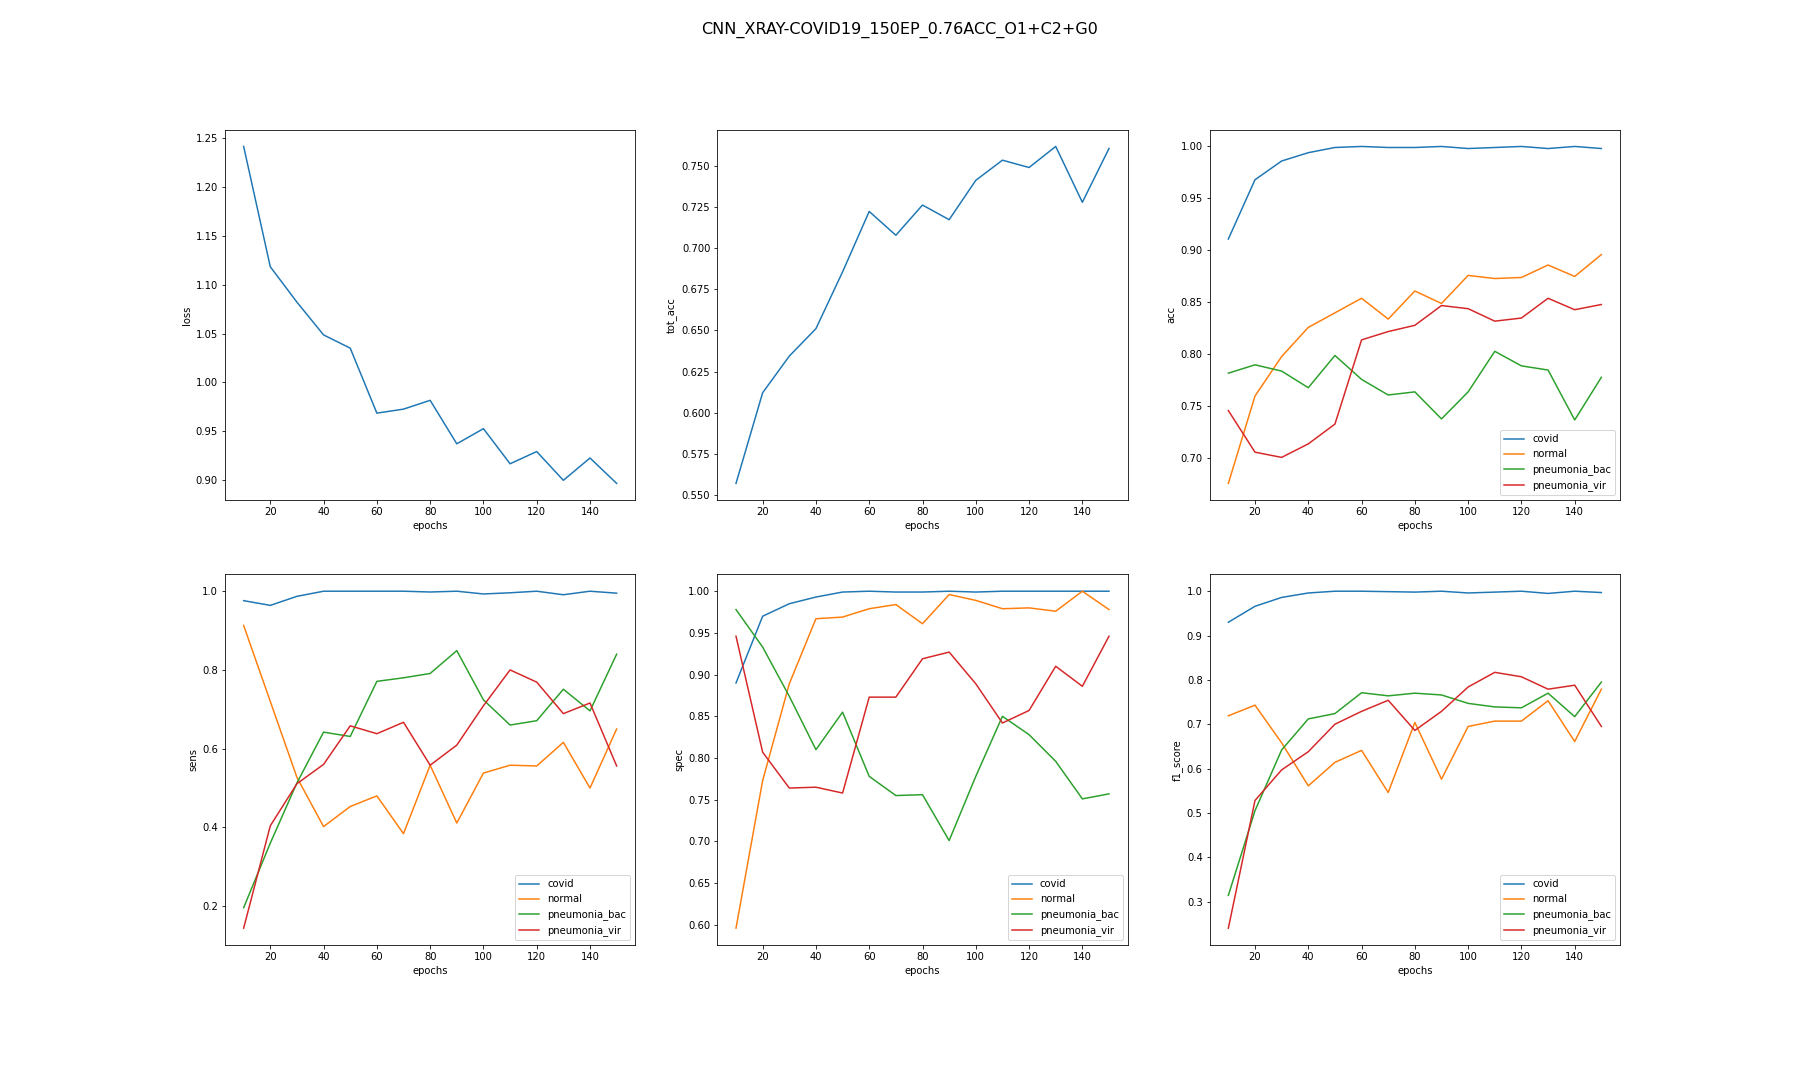 CNN_XRAY-COVID19_150EP_0.76ACC_O1+C2+G0
1.25
1.20
1.15
1.10
1.05
1.00
0.95
0.90
loss
20 40 60 80 100 120 140
epochs
0.750
0.725
0.700
0.675
0.650
0.625
0.600
0.575
0.550
tot_acc
20 40 60 80 100 120 140
epochs
1.00
0.95
0.90
0.85
0.80
0.75
0.70
acc
covid
normal
pneumonia_bac
pneumonia_vir
20 40 60 80 100 120 140
epochs
1.0
0.8
0.6
0.4
0.2
sens
covid
normal
pneumonia_bac
pneumonia_vir
20 40 60 80 100 120 140
epochs
1.00
0.95
0.90
0.85
0.80
0.75
0.70
0.65
0.60
spec
covid
normal
pneumonia_bac
pneumonia_vir
20 40 60 80 100 120 140
epochs
1.0
0.9
0.8
0.7
0.6
0.5
0.4
0.3
f1_score
covid
normal
pneumonia_bac
pneumonia_vir
20 40 60 80 100 120 140
epochs